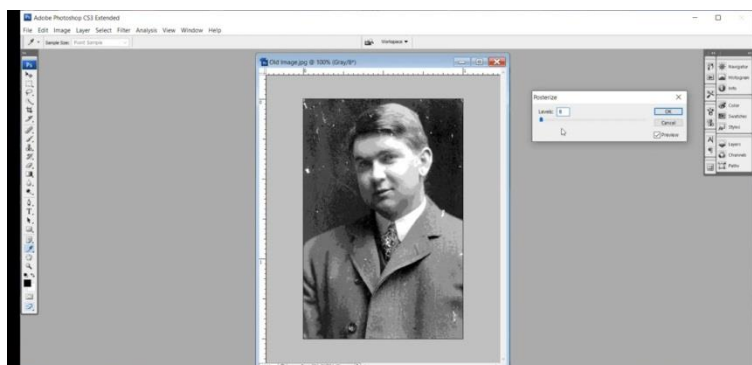 Adobe Photoshop CS3 Extended
File Edit Image Layer Select Filter Analysis View Window Help
Sample Size: Point Sample
Workspace
Ps
Old Image.jpg @ 100% (Gray/8*)
Posterize
Levels:
OK
Cancel
Preview
Navigator
Histogram
Info
Color
Swatches
Styles
Layers
Channels
Paths